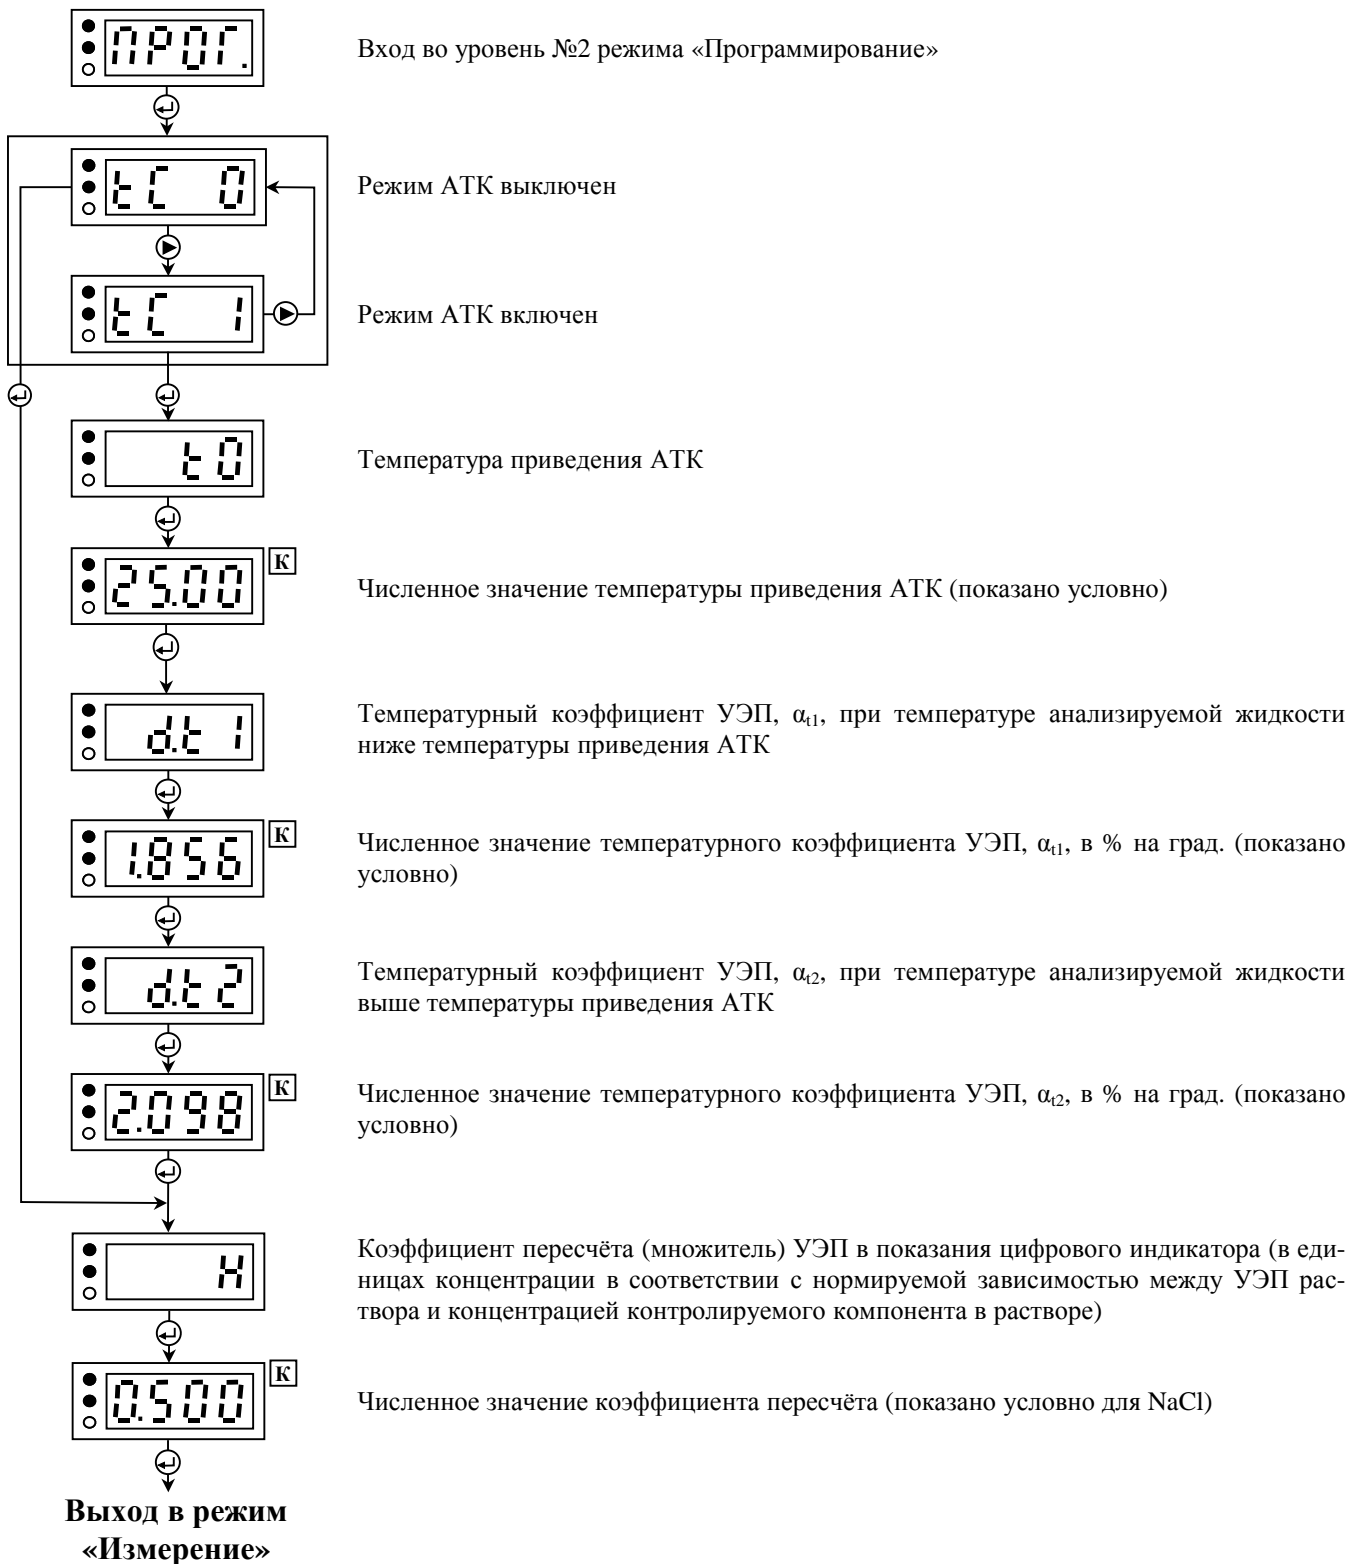 ПРОГ.
Вход во уровень №2 режима «Программирование»
tC 0
Режим АТК выключен
tC 1
Режим АТК включен
t0
Температура приведения АТК
25.00
К
Численное значение температуры приведения АТК (показано условно)
d.t 1
Температурный коэффициент УЭП, αt1, при температуре анализируемой жидкости
ниже температуры приведения АТК
1.856
К
Численное значение температурного коэффициента УЭП, αt1, в % на град. (показано
условно)
d.t 2
Температурный коэффициент УЭП, αt2, при температуре анализируемой жидкости
выше температуры приведения АТК
2.098
К
Численное значение температурного коэффициента УЭП, αt2, в % на град. (показано
условно)
H
Коэффициент пересчёта (множитель) УЭП в показания цифрового индикатора (в еди-
ницах концентрации в соответствии с нормируемой зависимостью между УЭП рас-
твора и концентрацией контролируемого компонента в растворе)
0.500
К
Численное значение коэффициента пересчёта (показано условно для NaCl)
Выход в режим
«Измерение»